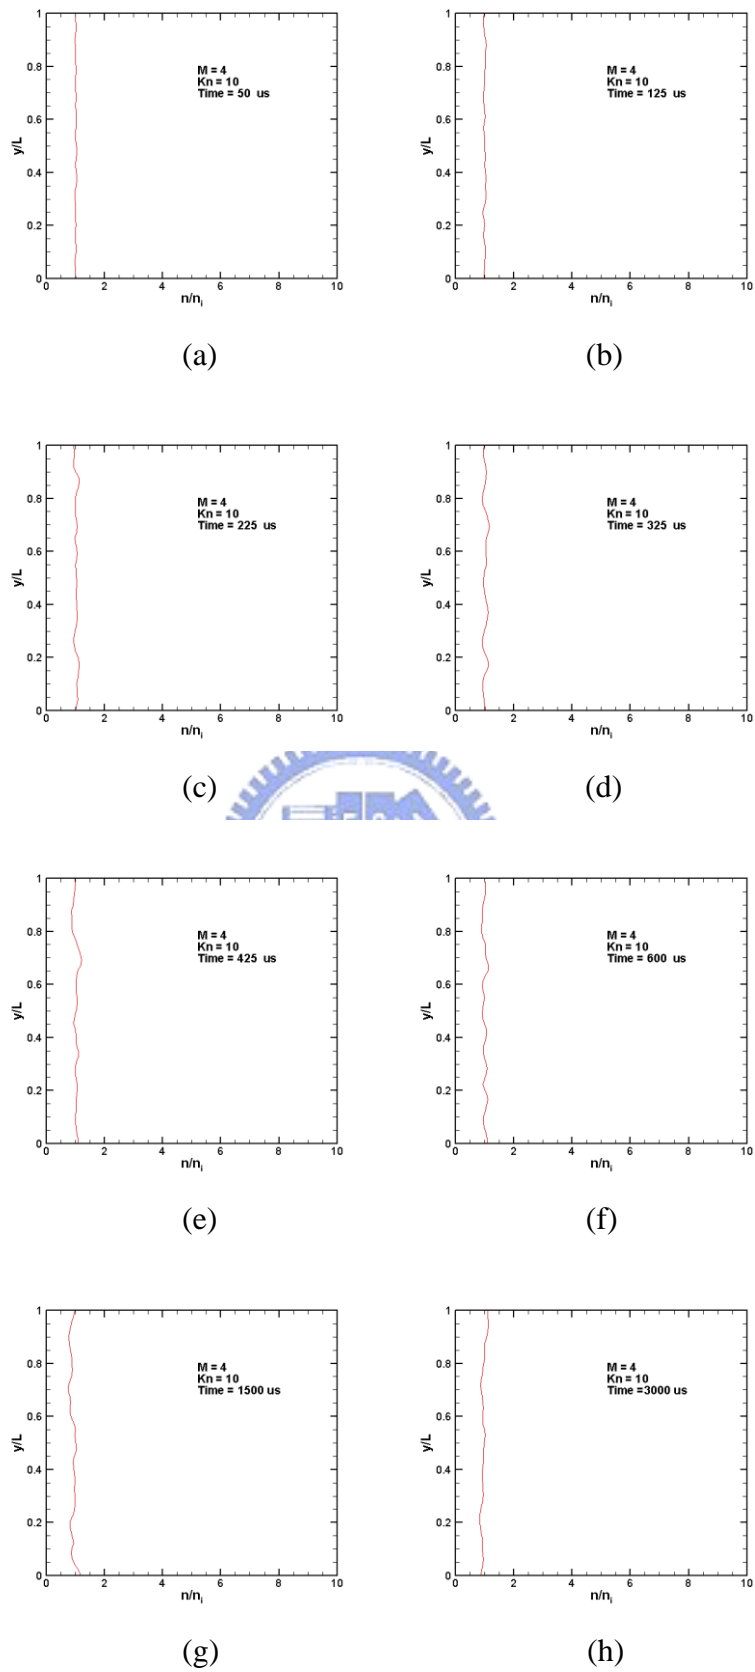 1
0.8
0.6
0.4
0.2
0
y/L
M = 4
Kn = 10
Time = 50 us
0 2 4 6 8 10
n/nᵢ
(a)
1
0.8
0.6
0.4
0.2
0
y/L
M = 4
Kn = 10
Time = 125 us
0 2 4 6 8 10
n/nᵢ
(b)
1
0.8
0.6
0.4
0.2
0
y/L
M = 4
Kn = 10
Time = 225 us
0 2 4 6 8 10
n/nᵢ
(c)
1
0.8
0.6
0.4
0.2
0
y/L
M = 4
Kn = 10
Time = 325 us
0 2 4 6 8 10
n/nᵢ
(d)
1
0.8
0.6
0.4
0.2
0
y/L
M = 4
Kn = 10
Time = 425 us
0 2 4 6 8 10
n/nᵢ
(e)
1
0.8
0.6
0.4
0.2
0
y/L
M = 4
Kn = 10
Time = 600 us
0 2 4 6 8 10
n/nᵢ
(f)
1
0.8
0.6
0.4
0.2
0
y/L
M = 4
Kn = 10
Time = 1500 us
0 2 4 6 8 10
n/nᵢ
(g)
1
0.8
0.6
0.4
0.2
0
y/L
M = 4
Kn = 10
Time =3000 us
0 2 4 6 8 10
n/nᵢ
(h)